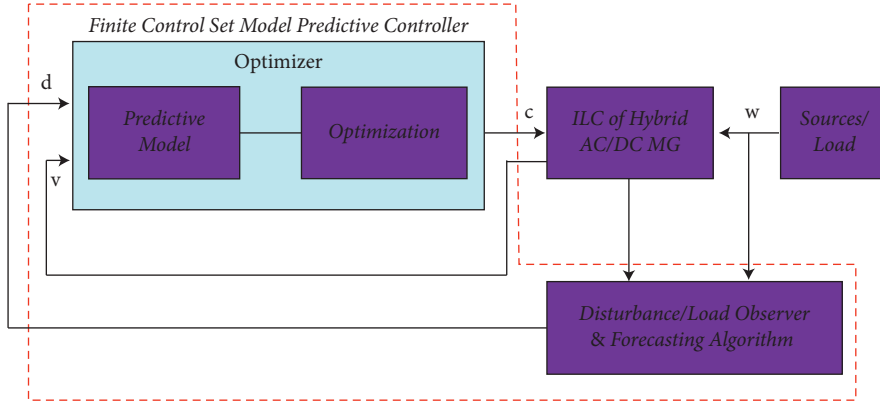 Finite Control Set Model Predictive Controller
Optimizer
d
Predictive
Model
Optimization
v
c
ILC of Hybrid
AC/DC MG
w
Sources/
Load
Disturbance/Load Observer
& Forecasting Algorithm